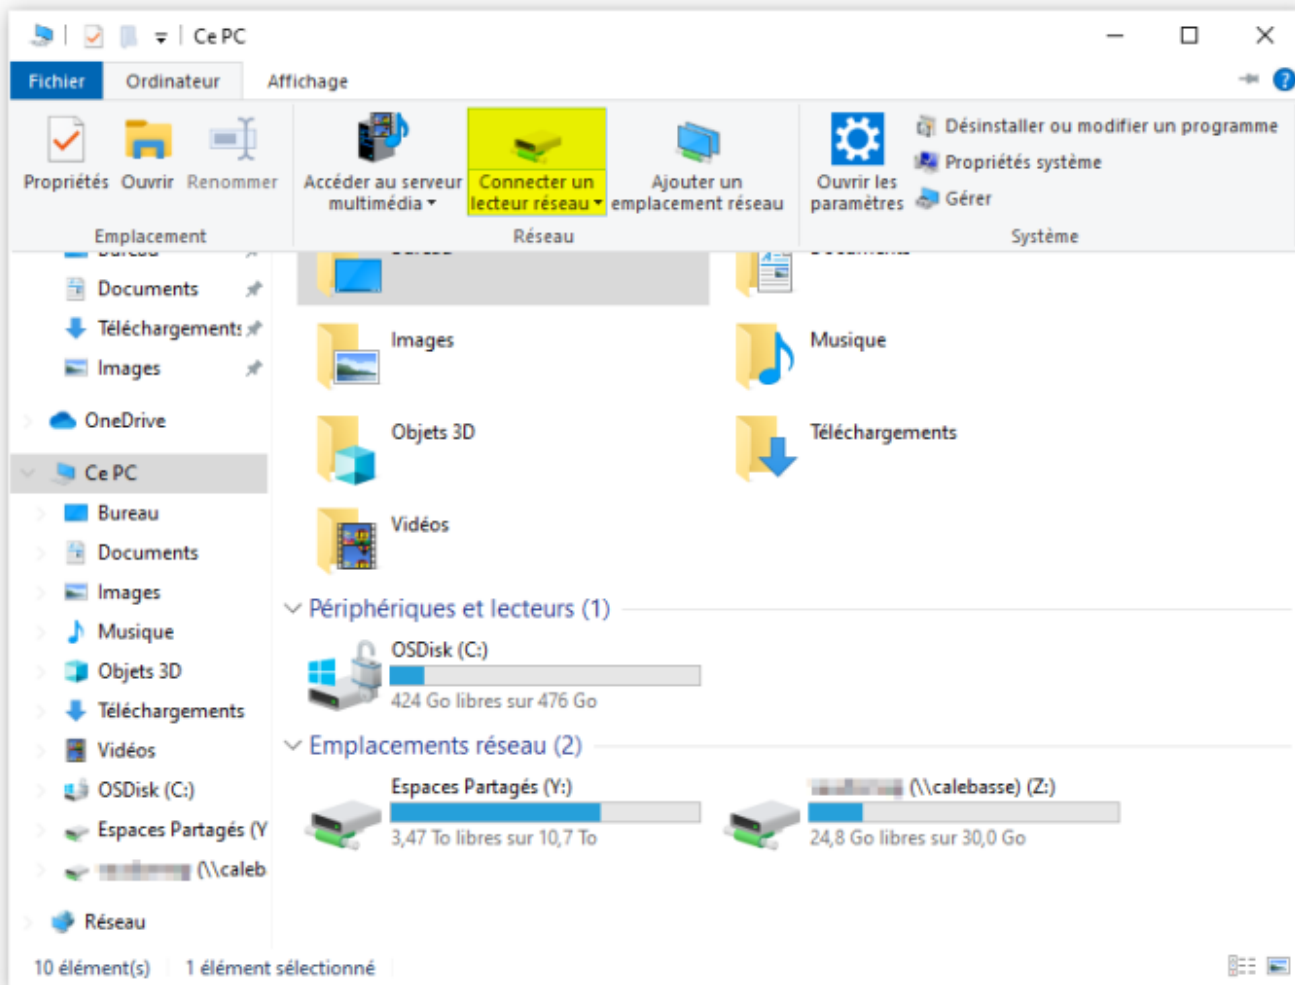 Ce PC
Fichier
Ordinateur
Affichage
Propriétés
Ouvrir
Renommer
Accéder au serveur
multimédia
Connecter un
lecteur réseau
Ajouter un
emplacement réseau
Ouvrir les
paramètres
Désinstaller ou modifier un programme
Propriétés système
Gérer
Emplacement
Réseau
Système
Bureau
Documents
Téléchargements
Images
OneDrive
Ce PC
Bureau
Documents
Images
Musique
Objets 3D
Téléchargements
Vidéos
OSDisk (C:)
Espaces Partagés (Y
(\\caleb
Réseau
Bureau
Documents
Images
Musique
Objets 3D
Téléchargements
Vidéos
Périphériques et lecteurs (1)
OSDisk (C:)
424 Go libres sur 476 Go
Emplacements réseau (2)
Espaces Partagés (Y:)
3,47 To libres sur 10,7 To
(\\calebasse) (Z:)
24,8 Go libres sur 30,0 Go
10 élément(s)
1 élément sélectionné